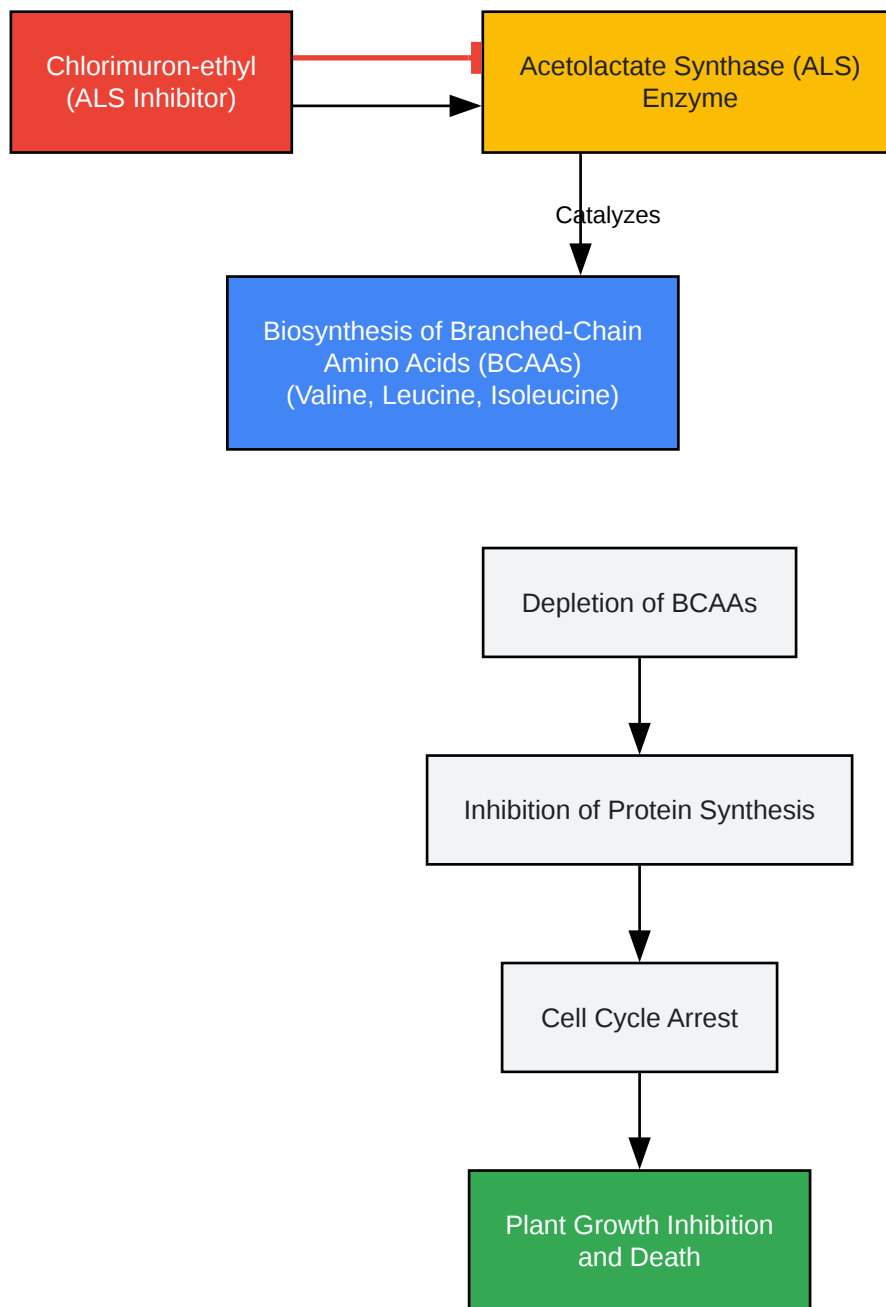 Chlorimuron-ethyl
(ALS Inhibitor)
Acetolactate Synthase (ALS)
Enzyme
Catalyzes
Biosynthesis of Branched-Chain
Amino Acids (BCAAs)
(Valine, Leucine, Isoleucine)
Depletion of BCAAs
Inhibition of Protein Synthesis
Cell Cycle Arrest
Plant Growth Inhibition
and Death